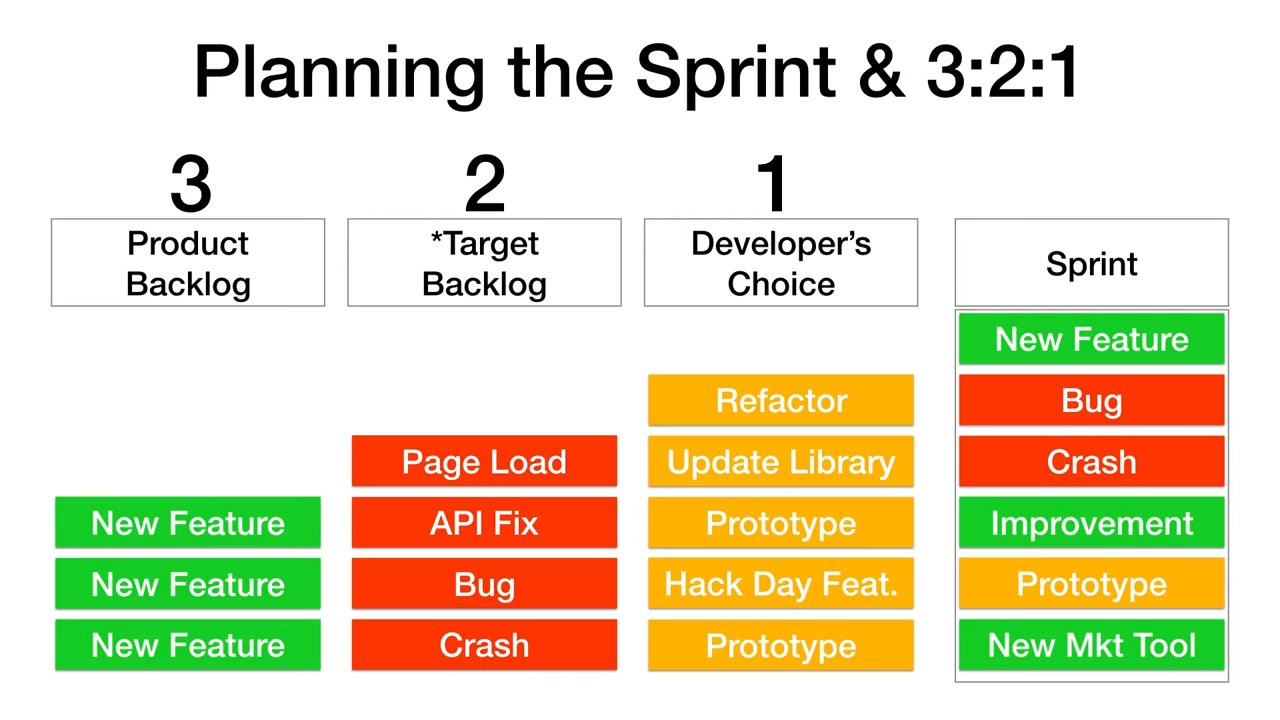 Planning the Sprint & 3:2:1
3
Product
Backlog
New Feature
New Feature
New Feature
2
*Target
Backlog
Page Load
API Fix
Bug
Crash
1
Developer’s
Choice
Refactor
Update Library
Prototype
Hack Day Feat.
Prototype
Sprint
New Feature
Bug
Crash
Improvement
Prototype
New Mkt Tool